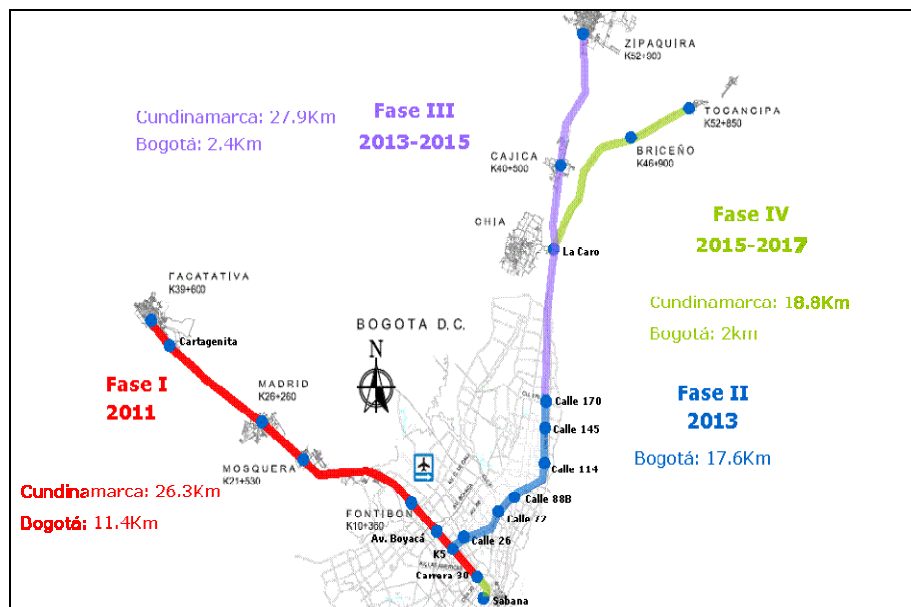 ZIPAQUIRA
K52+900
Fase III
2013-2015
Cundinamarca: 27.9Km
Bogotá: 2.4Km
TOCANCIPA
K52+850
BRICEÑO
K46+900
CAJICA
K40+500
CHIA
La Caro
Fase IV
2015-2017
Cundinamarca: 18.8Km
Bogotá: 2km
FACATATIVA
K39+600
Cartagenita
BOGOTA D.C.
N
Fase I
2011
MADRID
K26+260
MOSQUERA
K21+530
Cundinamarca: 26.3Km
Bogotá: 11.4Km
Calle 170
Fase II
2013
Calle 145
Bogotá: 17.6Km
Calle 114
Calle 88B
Calle 72
FONTIBON
K10+360
Av. Boyacá
Calle 26
K5
Carrera 30
Sabana